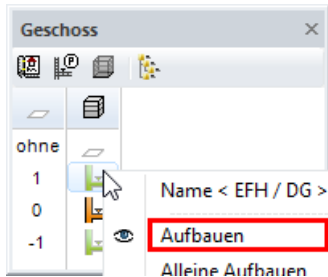 Geschoss
P
ohne
1
Name < EFH / DG >
0
-1
Aufbauen
Alleine Aufbauen